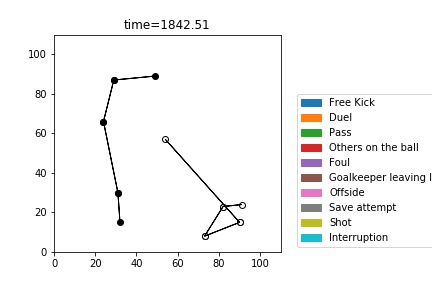 time=1842.51
100
80
60
40
20
0
0 20 40 60 80 100
Free Kick
Duel
Pass
Others on the ball
Foul
Goalkeeper leaving l
Offside
Save attempt
Shot
Interruption